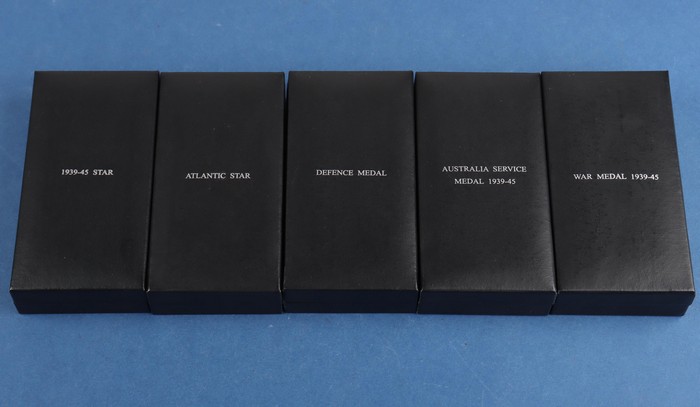 1939-45 STAR
ATLANTIC STAR
DEFENCE MEDAL
AUSTRALIA SERVICE
MEDAL 1939-45
WAR MEDAL 1939-45